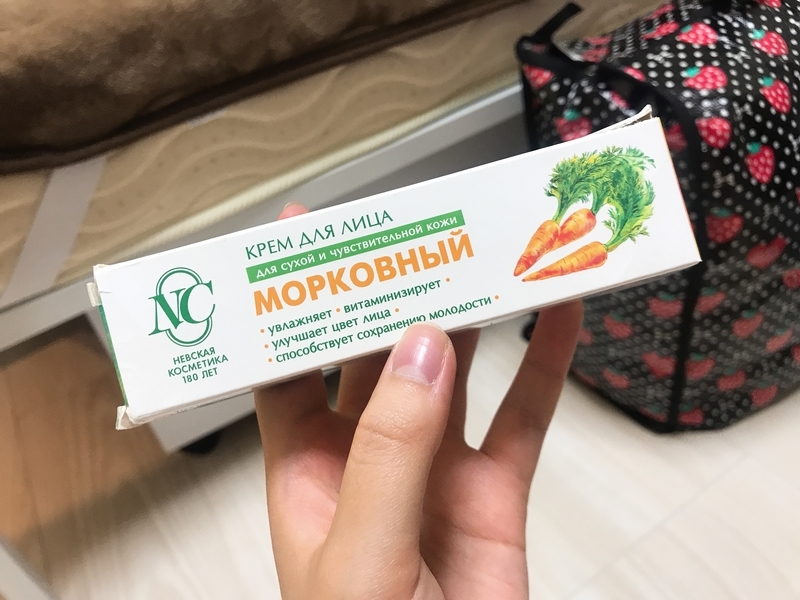 NC
НЕВСКАЯ
КОСМЕТИКА
180 ЛЕТ
КРЕМ ДЛЯ ЛИЦА
ДЛЯ СУХОЙ И ЧУВСТВИТЕЛЬНОЙ КОЖИ
МОРКОВНЫЙ
• увлажняет • витаминизирует •
• улучшает цвет лица •
• способствует сохранению молодости •